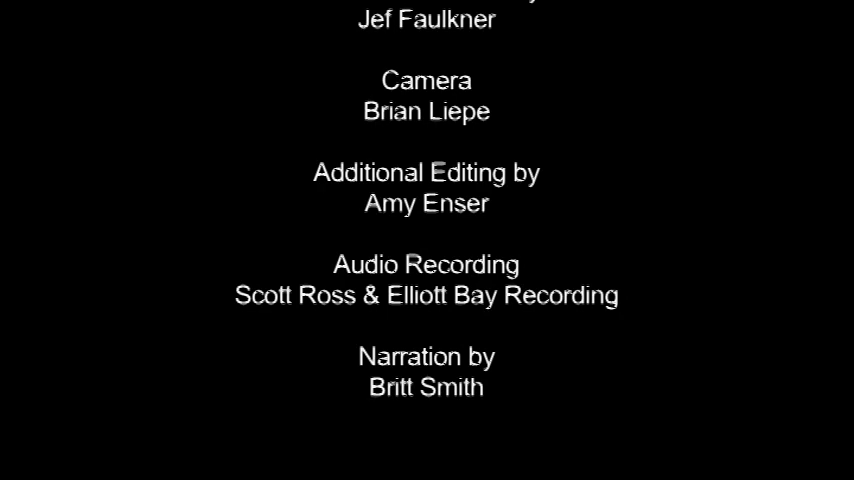 Jef Faulkner
Camera
Brian Liepe
Additional Editing by
Amy Enser
Audio Recording
Scott Ross & Elliott Bay Recording
Narration by
Britt Smith